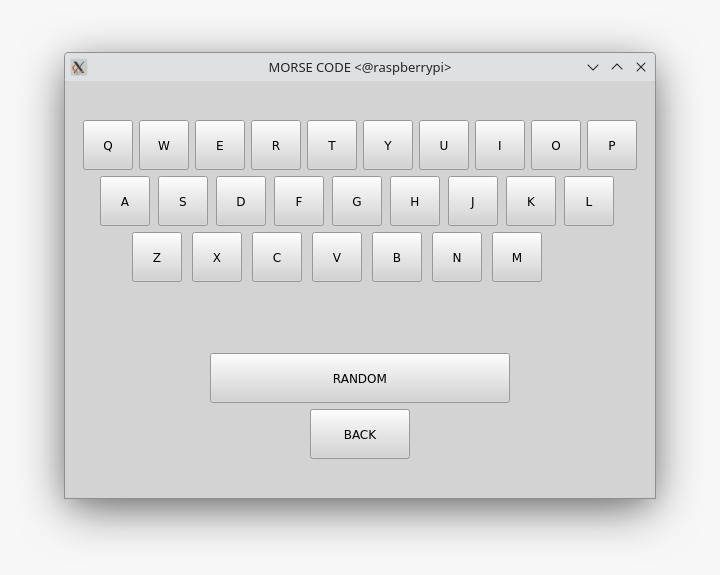 MORSE CODE <@raspberrypi>
Q W E R T Y U I O P
A S D F G H J K L
Z X C V B N M
RANDOM
BACK